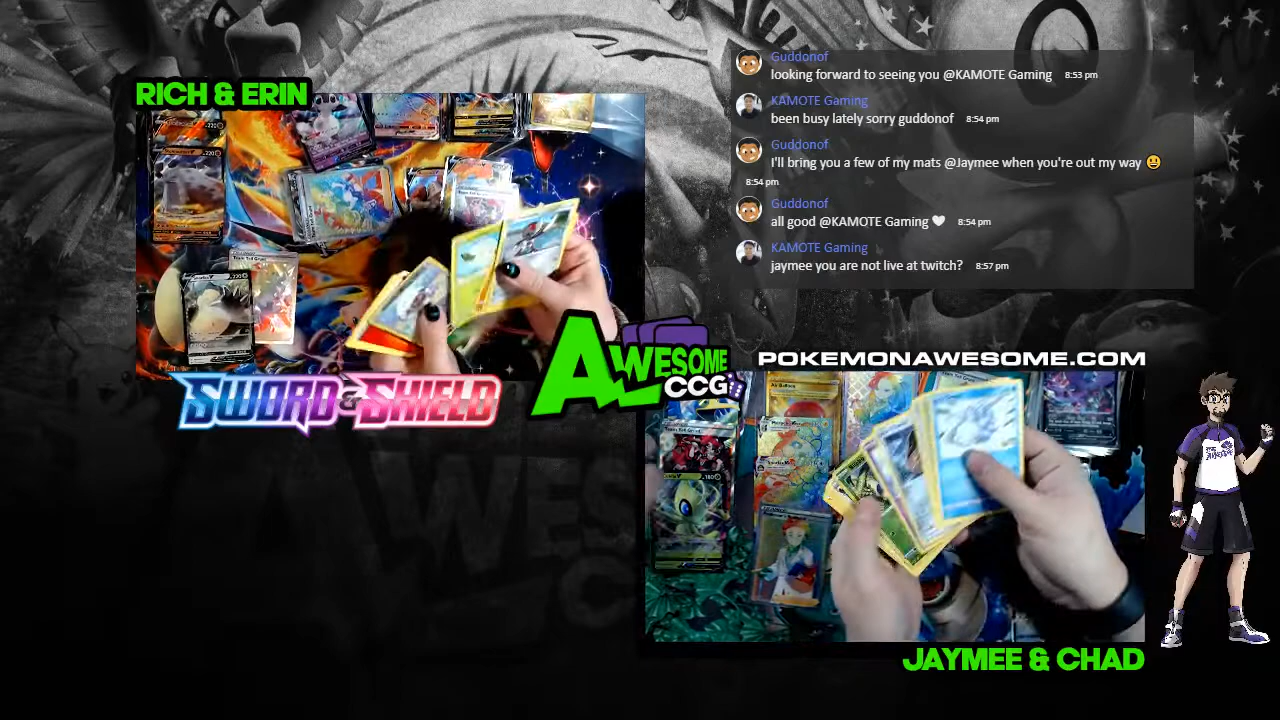 RICH & ERIN
Guddonof
looking forward to seeing you @KAMOTE Gaming 8:53 pm
KAMOTE Gaming
been busy lately sorry guddonof 8:54 pm
Guddonof
I'll bring you a few of my mats @Jaymee when you're out my way 😃
8:54 pm
Guddonof
all good @KAMOTE Gaming 🤍 8:54 pm
KAMOTE Gaming
jaymee you are not live at twitch? 8:57 pm
SWORD & SHIELD
AWESOME
CCG
POKEMONAWESOME.COM
JAYMEE & CHAD